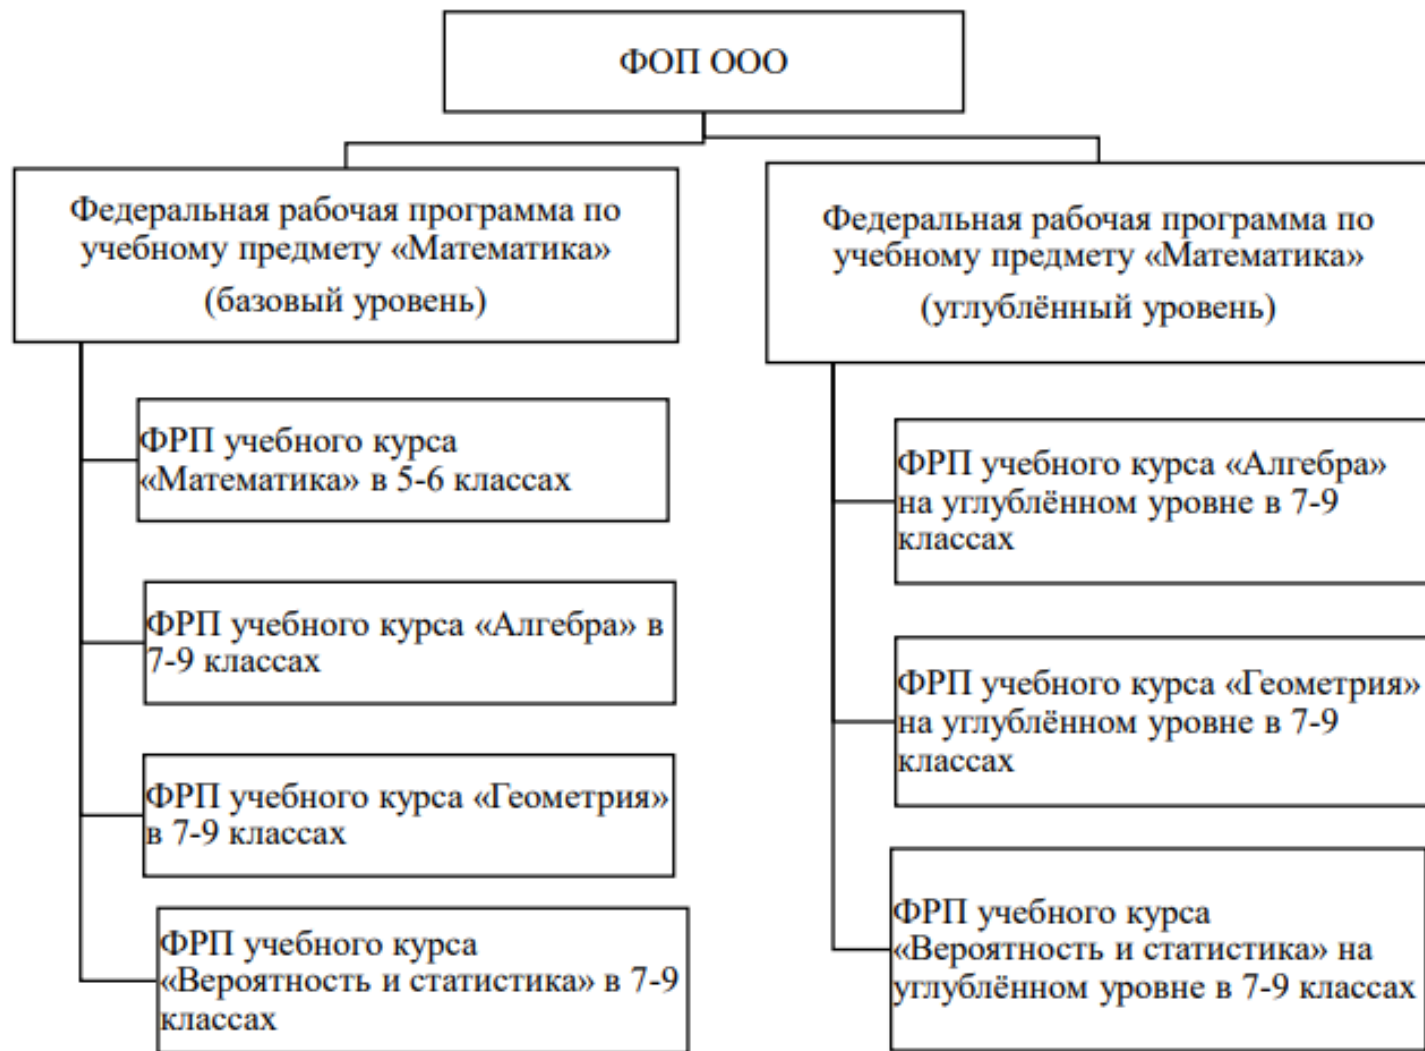 ФОП ООО
Федеральная рабочая программа по
учебному предмету «Математика»
(базовый уровень)
ФРП учебного курса
«Математика» в 5-6 классах
ФРП учебного курса «Алгебра» в
7-9 классах
ФРП учебного курса «Геометрия»
в 7-9 классах
ФРП учебного курса
«Вероятность и статистика» в 7-9
классах
Федеральная рабочая программа по
учебному предмету «Математика»
(углублённый уровень)
ФРП учебного курса «Алгебра»
на углублённом уровне в 7-9
классах
ФРП учебного курса «Геометрия»
на углублённом уровне в 7-9
классах
ФРП учебного курса
«Вероятность и статистика» на
углублённом уровне в 7-9 классах